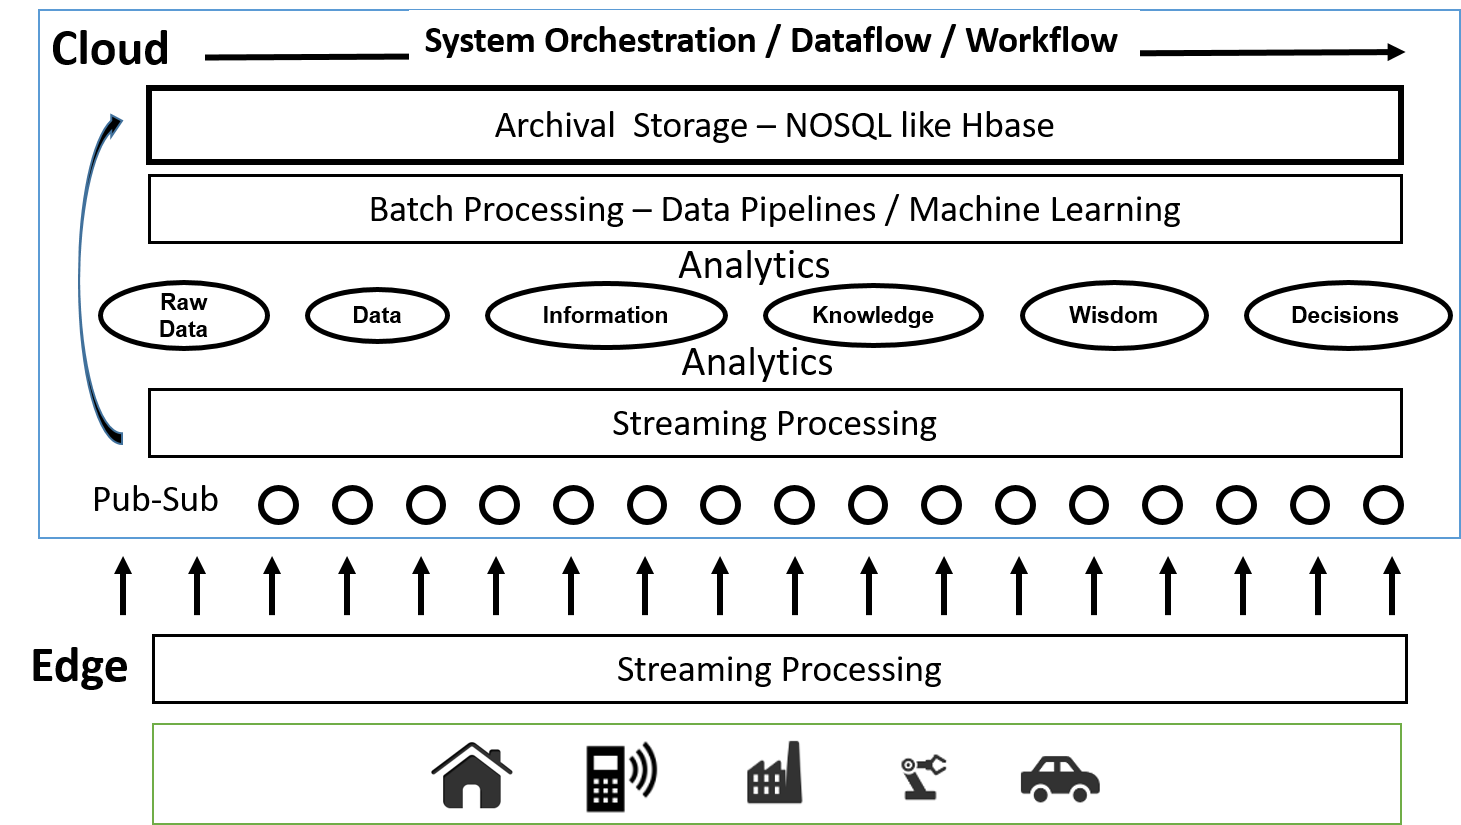 Cloud
System Orchestration / Dataflow / Workflow
Archival  Storage – NOSQL like Hbase
Batch Processing – Data Pipelines / Machine Learning
Analytics
Raw
Data
Data
Information
Knowledge
Wisdom
Decisions
Analytics
Streaming Processing
Pub-Sub
Edge
Streaming Processing